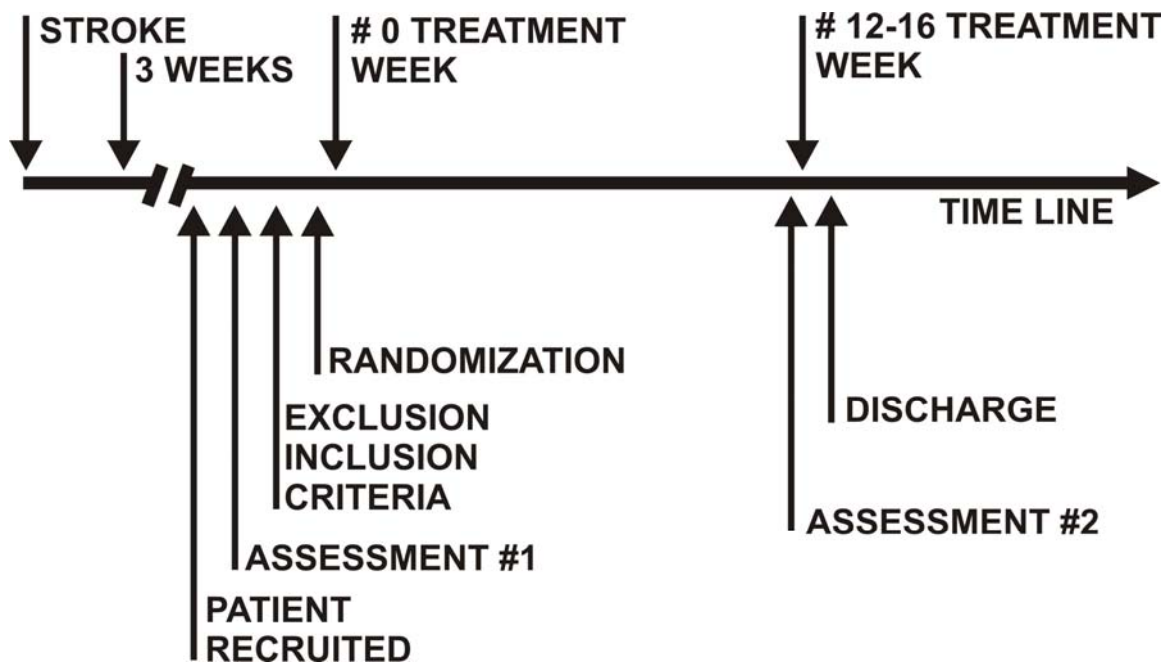 STROKE
3 WEEKS
# 0 TREATMENT
WEEK
# 12-16 TREATMENT
WEEK
TIME LINE
RANDOMIZATION
EXCLUSION
INCLUSION
CRITERIA
ASSESSMENT #1
PATIENT
RECRUITED
DISCHARGE
ASSESSMENT #2